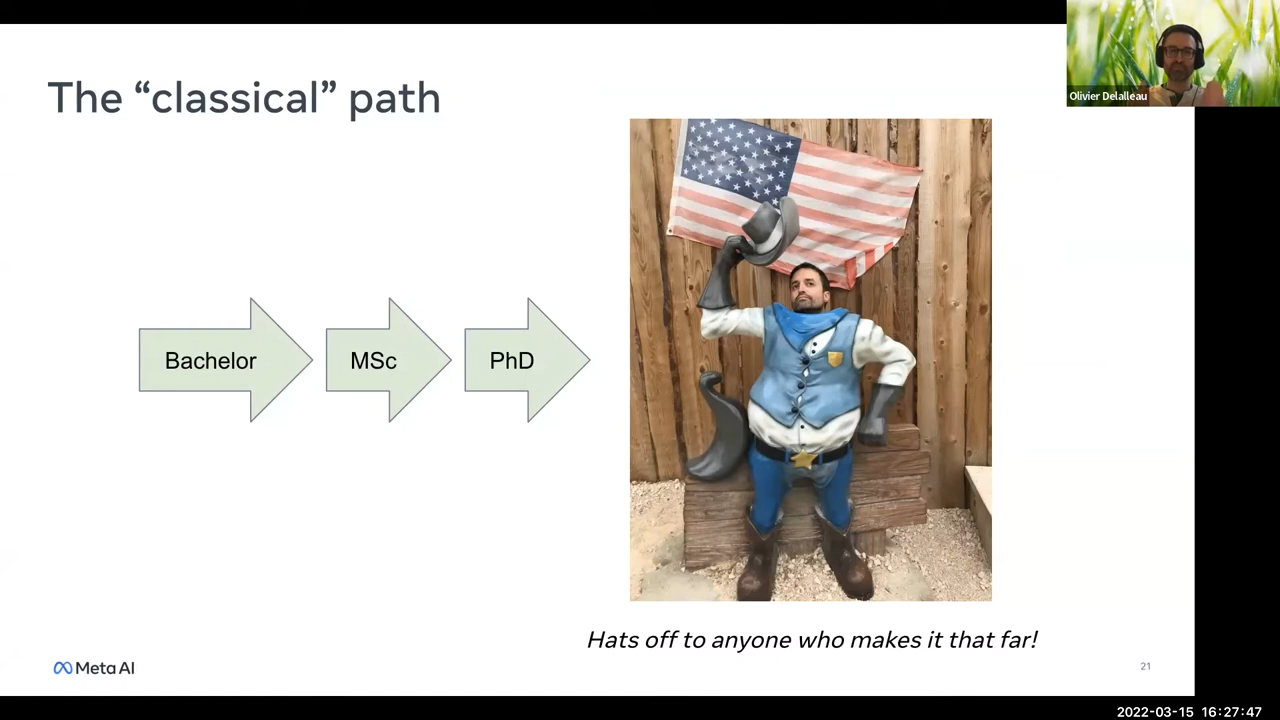 The “classical” path
Olivier Delalleau
Bachelor
MSc
PhD
Hats off to anyone who makes it that far!
Meta AI
21
2022-03-15 16:27:47